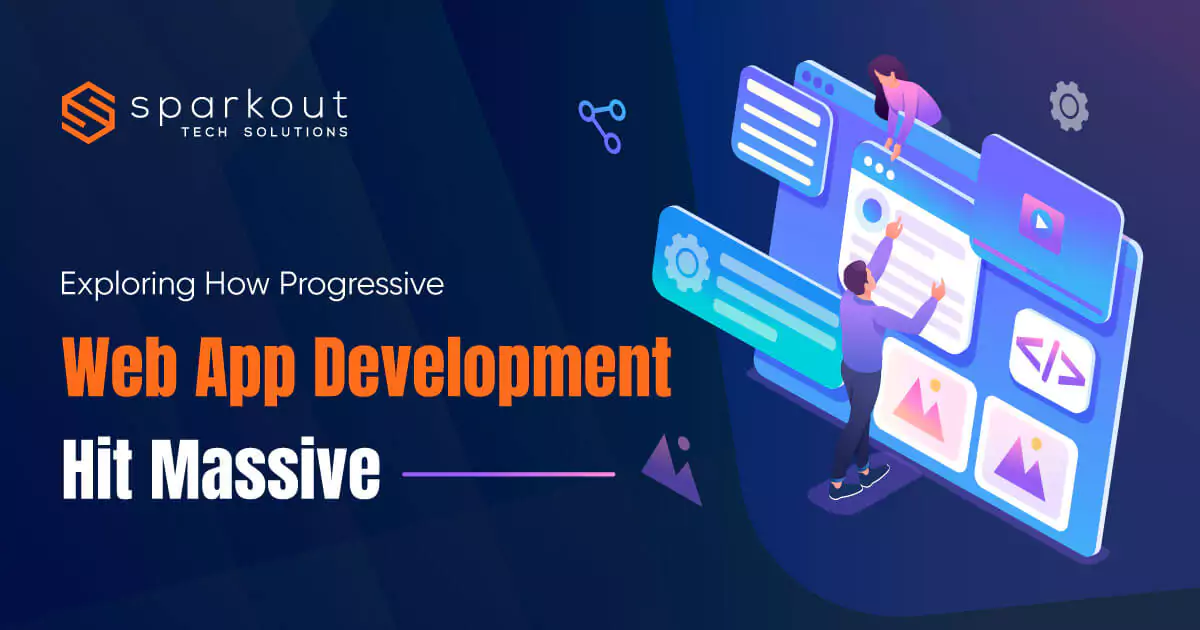 sparkout
TECH SOLUTIONS
Exploring How Progressive
Web App Development
Hit Massive
</>